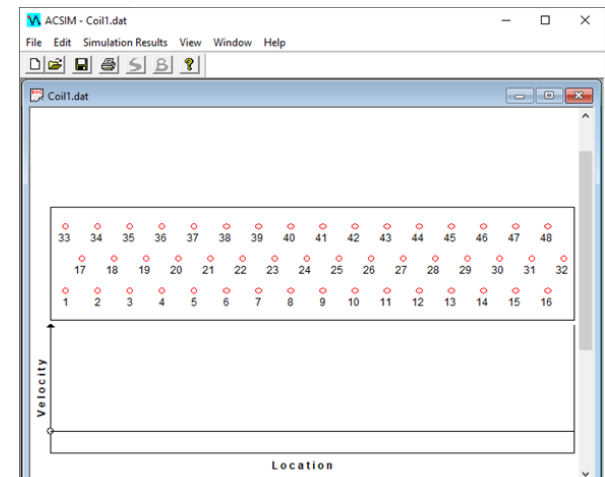 ACSIM - Coil1.dat
File Edit Simulation Results View Window Help
Coil1.dat
33 34 35 36 37 38 39 40 41 42 43 44 45 46 47 48
17 18 19 20 21 22 23 24 25 26 27 28 29 30 31 32
1 2 3 4 5 6 7 8 9 10 11 12 13 14 15 16
Velocity
Location